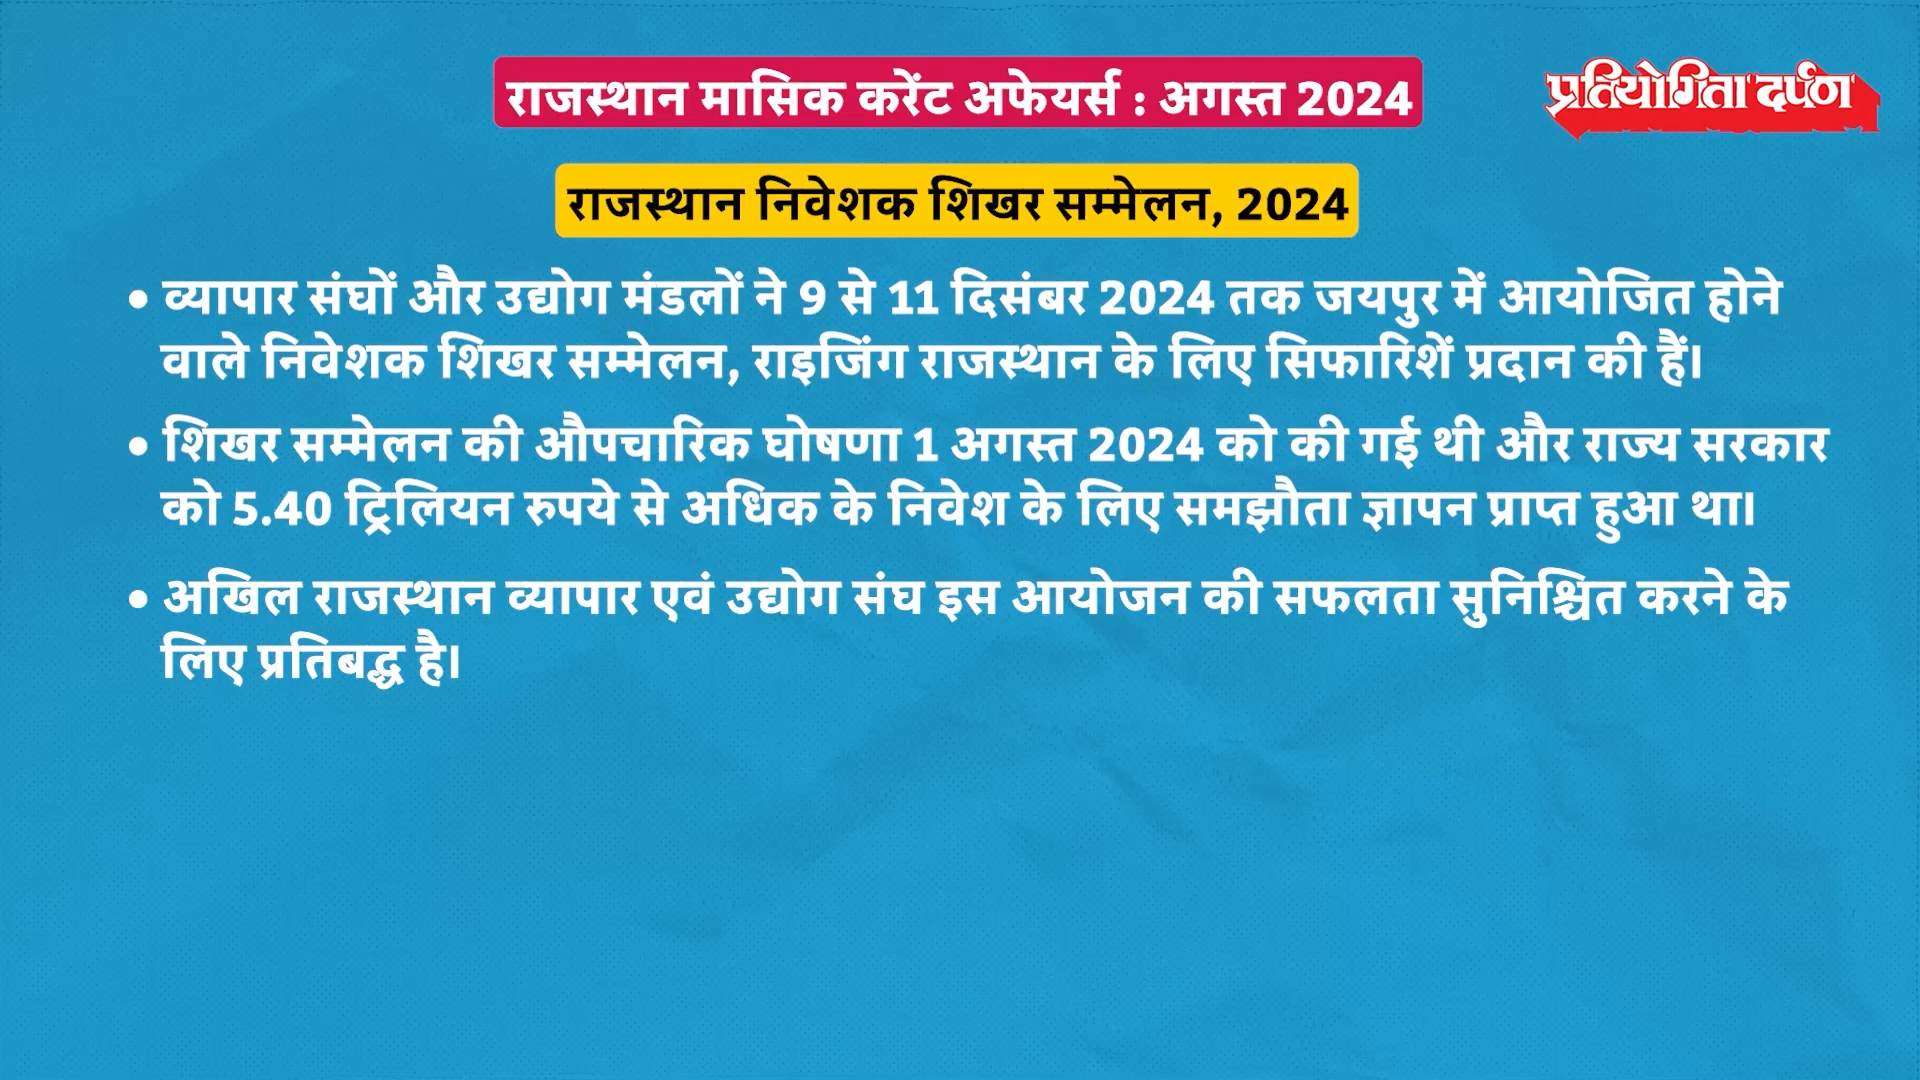 राजस्थान मासिक करेंट अफेयर्स : अगस्त 2024
प्रतियोगिता दर्पण
राजस्थान निवेशक शिखर सम्मेलन, 2024
• व्यापार संघों और उद्योग मंडलों ने 9 से 11 दिसंबर 2024 तक जयपुर में आयोजित होने
वाले निवेशक शिखर सम्मेलन, राइजिंग राजस्थान के लिए सिफारिशें प्रदान की हैं।
• शिखर सम्मेलन की औपचारिक घोषणा 1 अगस्त 2024 को की गई थी और राज्य सरकार
को 5.40 ट्रिलियन रुपये से अधिक के निवेश के लिए समझौता ज्ञापन प्राप्त हुआ था।
• अखिल राजस्थान व्यापार एवं उद्योग संघ इस आयोजन की सफलता सुनिश्चित करने के
लिए प्रतिबद्ध है।